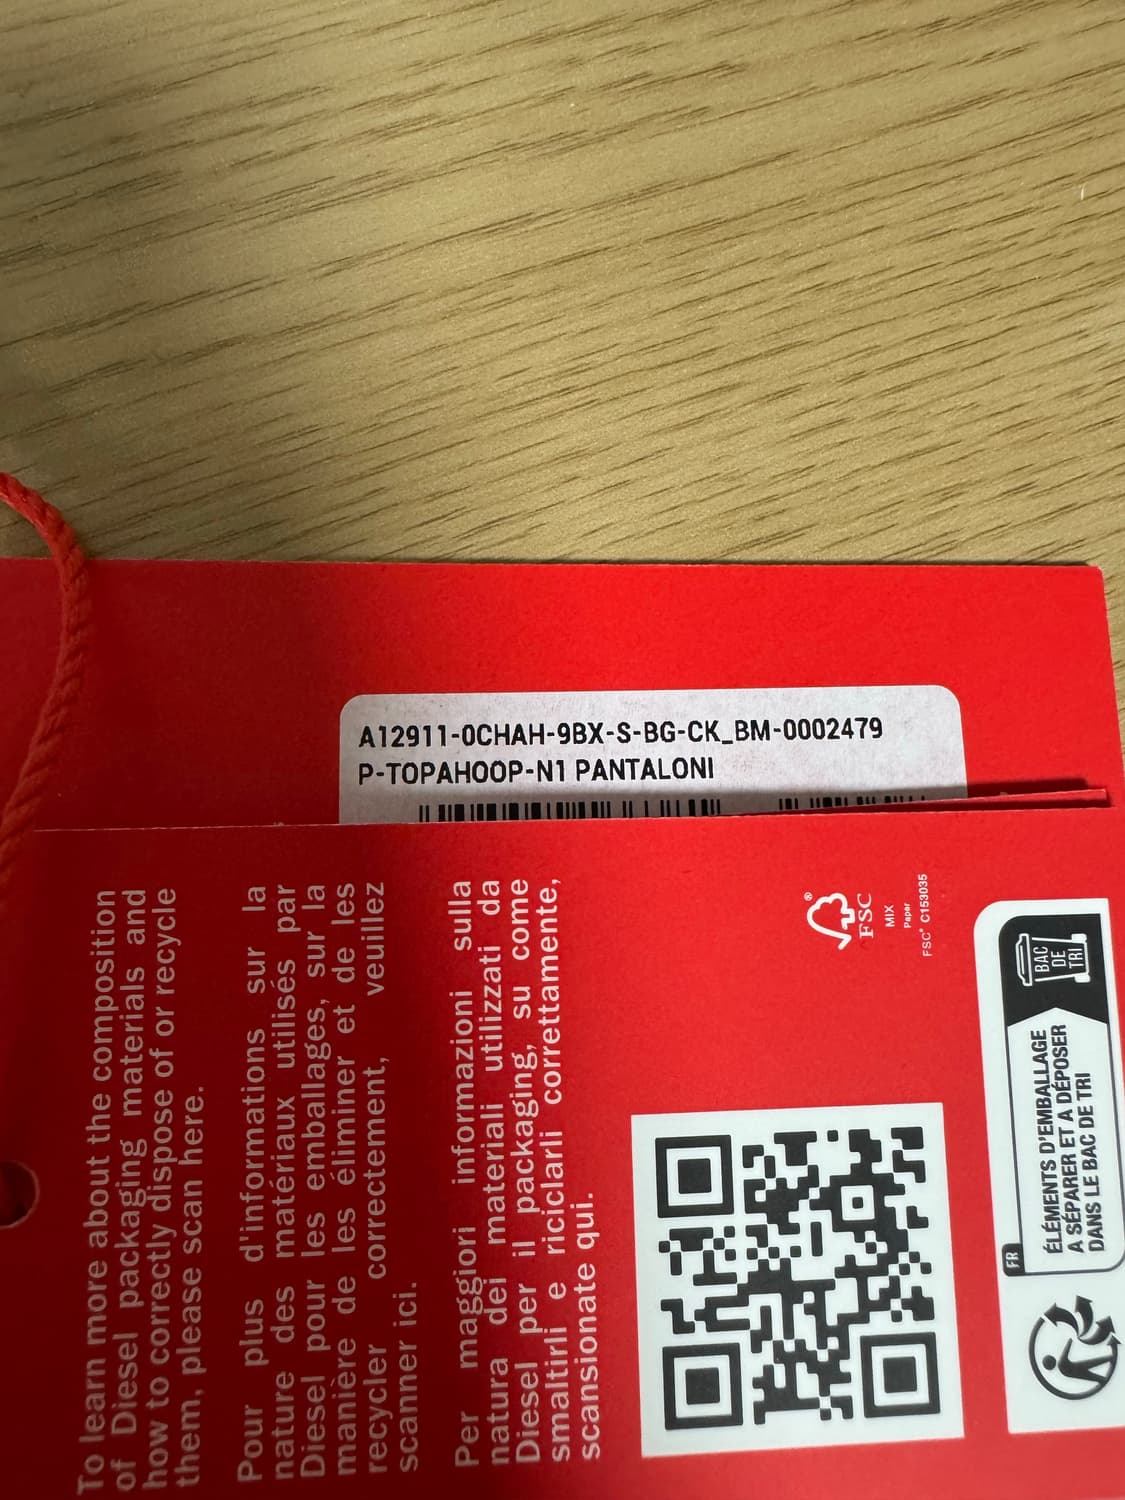 A12911-0CHAH-9BX-S-BG-CK_BM-0002479
P-TOPAHOOP-N1 PANTALONI
To learn more about the composition
of Diesel packaging materials and
how to correctly dispose of or recycle
them, please scan here.
Pour plus d'informations sur la
nature des matériaux utilisés par
Diesel pour les emballages, sur la
manière de les éliminer et de les
recycler correctement, veuillez
scanner ici.
Per maggiori informazioni sulla
natura dei materiali utilizzati da
Diesel per il packaging, su come
smaltirli e riciclarli correttamente,
scansionate qui.
®
FSC
MIX
Paper
FSC® C153035
FR
ÉLÉMENTS D'EMBALLAGE
A SÉPARER ET A DÉPOSER
DANS LE BAC DE TRI
BAC
DE
TRI